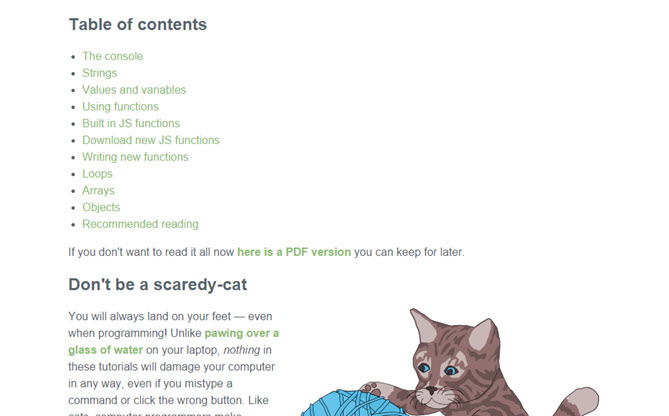 Table of contents
The console
Strings
Values and variables
Using functions
Built in JS functions
Download new JS functions
Writing new functions
Loops
Arrays
Objects
Recommended reading
If you don't want to read it all now here is a PDF version you can keep for later.
Don't be a scaredy-cat
You will always land on your feet — even
when programming! Unlike pawing over a
glass of water on your laptop, nothing in
these tutorials will damage your computer
in any way, even if you mistype a
command or click the wrong button. Like
cats, computer programmers make